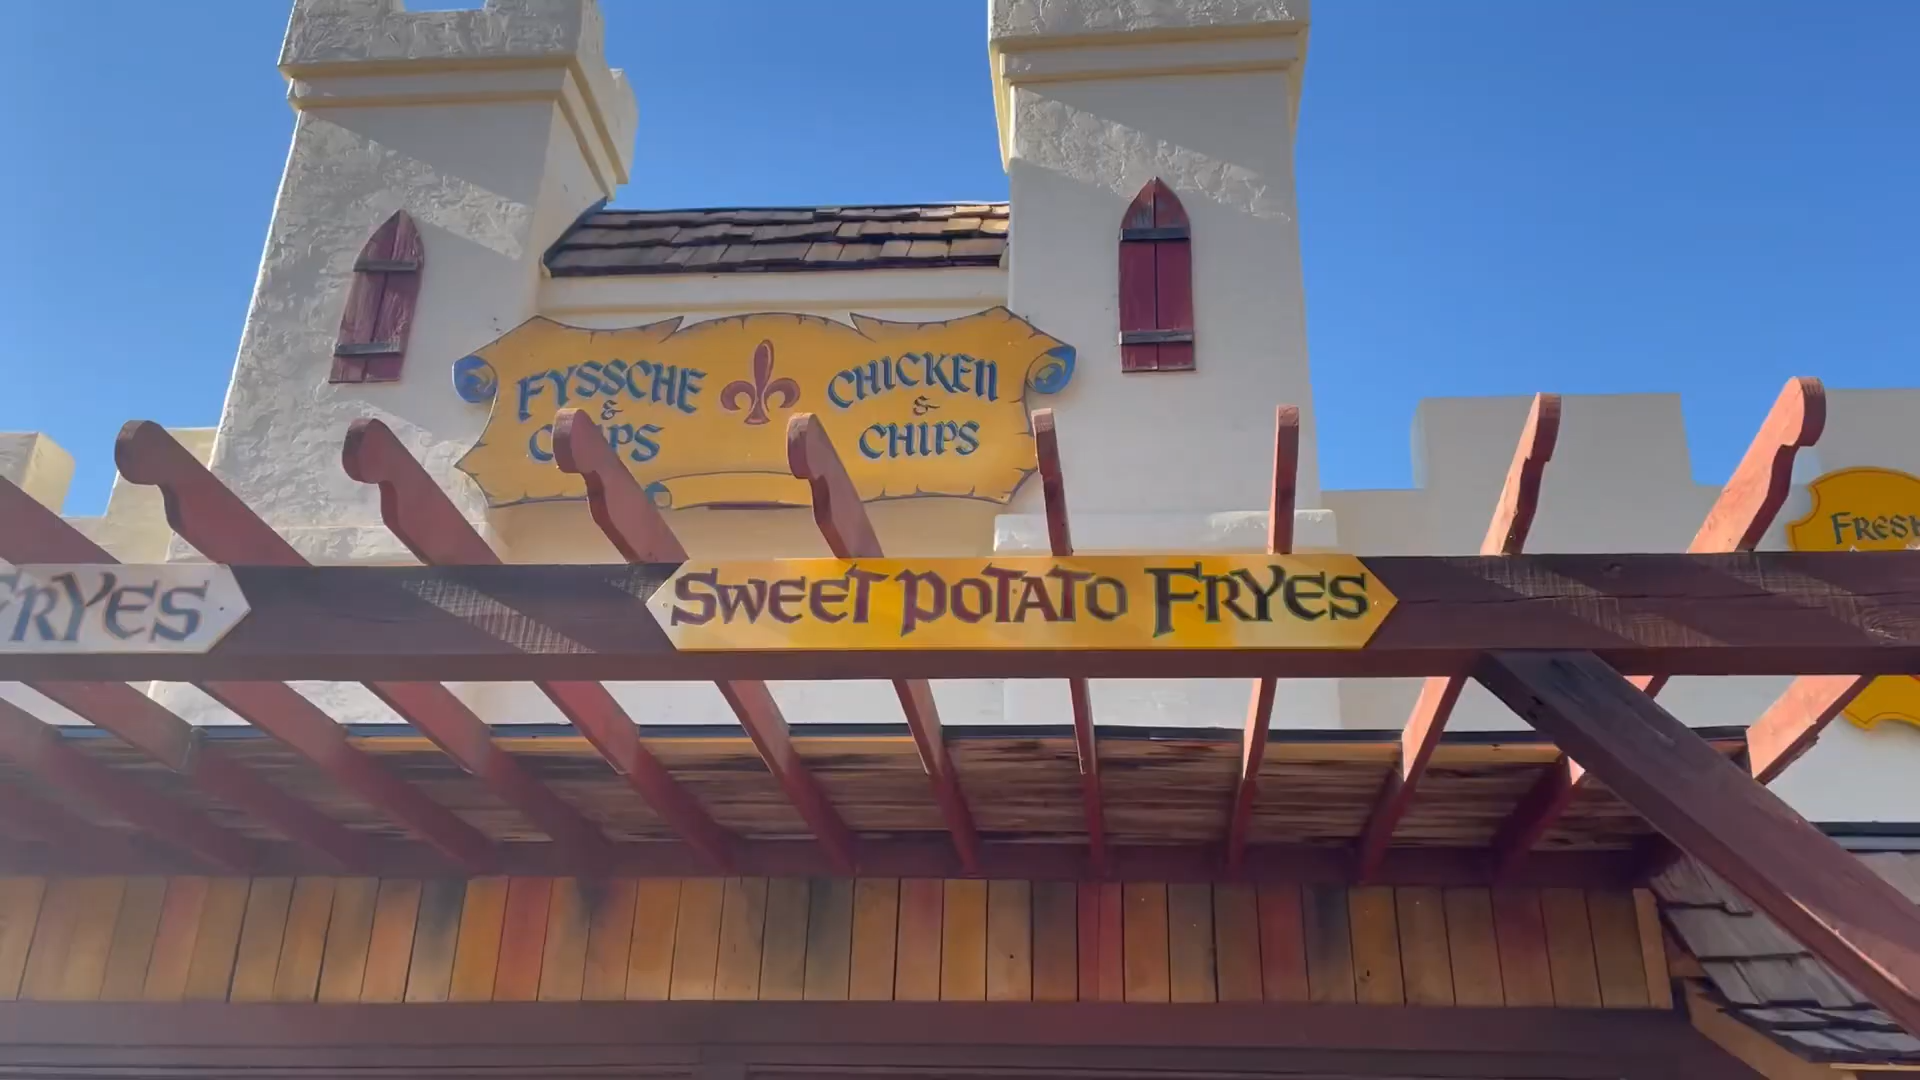 FYSSCHE
&
CHIPS
CHICKEN
&
CHIPS
FRYES
SWEET POTATO FRYES
FRESH